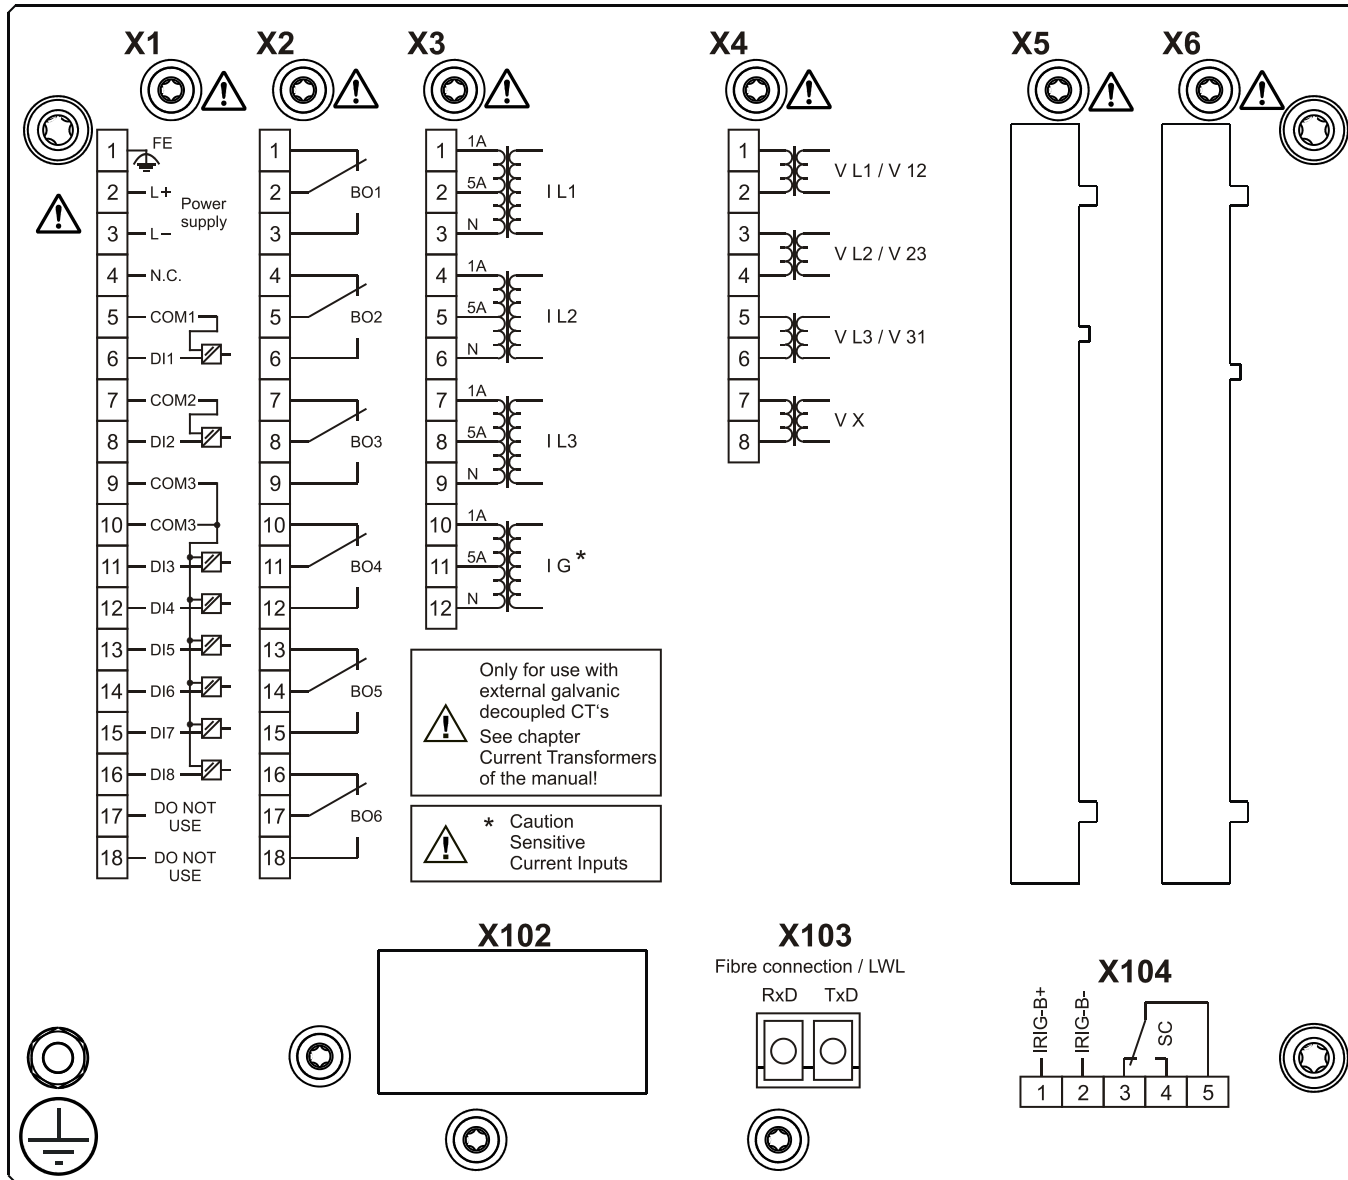 X1
X2
X3
X4
X5
X6
1 FE
2 L+
Power
supply
3 L–
4 N.C.
5 COM1
6 DI1
7 COM2
8 DI2
9 COM3
10 COM3
11 DI3
12 DI4
13 DI5
14 DI6
15 DI7
16 DI8
17 DO NOT
USE
18 DO NOT
USE
1
2 BO1
3
4
5 BO2
6
7
8 BO3
9
10
11 BO4
12
13
14 BO5
15
16
17 BO6
18
1 1A
2 5A I L1
3 N
4 1A
5 5A I L2
6 N
7 1A
8 5A I L3
9 N
10 1A
11 5A I G *
12 N
! Only for use with
external galvanic
decoupled CT‘s
See chapter
Current Transformers
of the manual!
! * Caution
Sensitive
Current Inputs
1
V L1 / V 12
2
3
V L2 / V 23
4
5
V L3 / V 31
6
7
V X
8
X102
X103
Fibre connection / LWL
RxD TxD
X104
IRIG-B+
IRIG-B-
SC
1 2 3 4 5